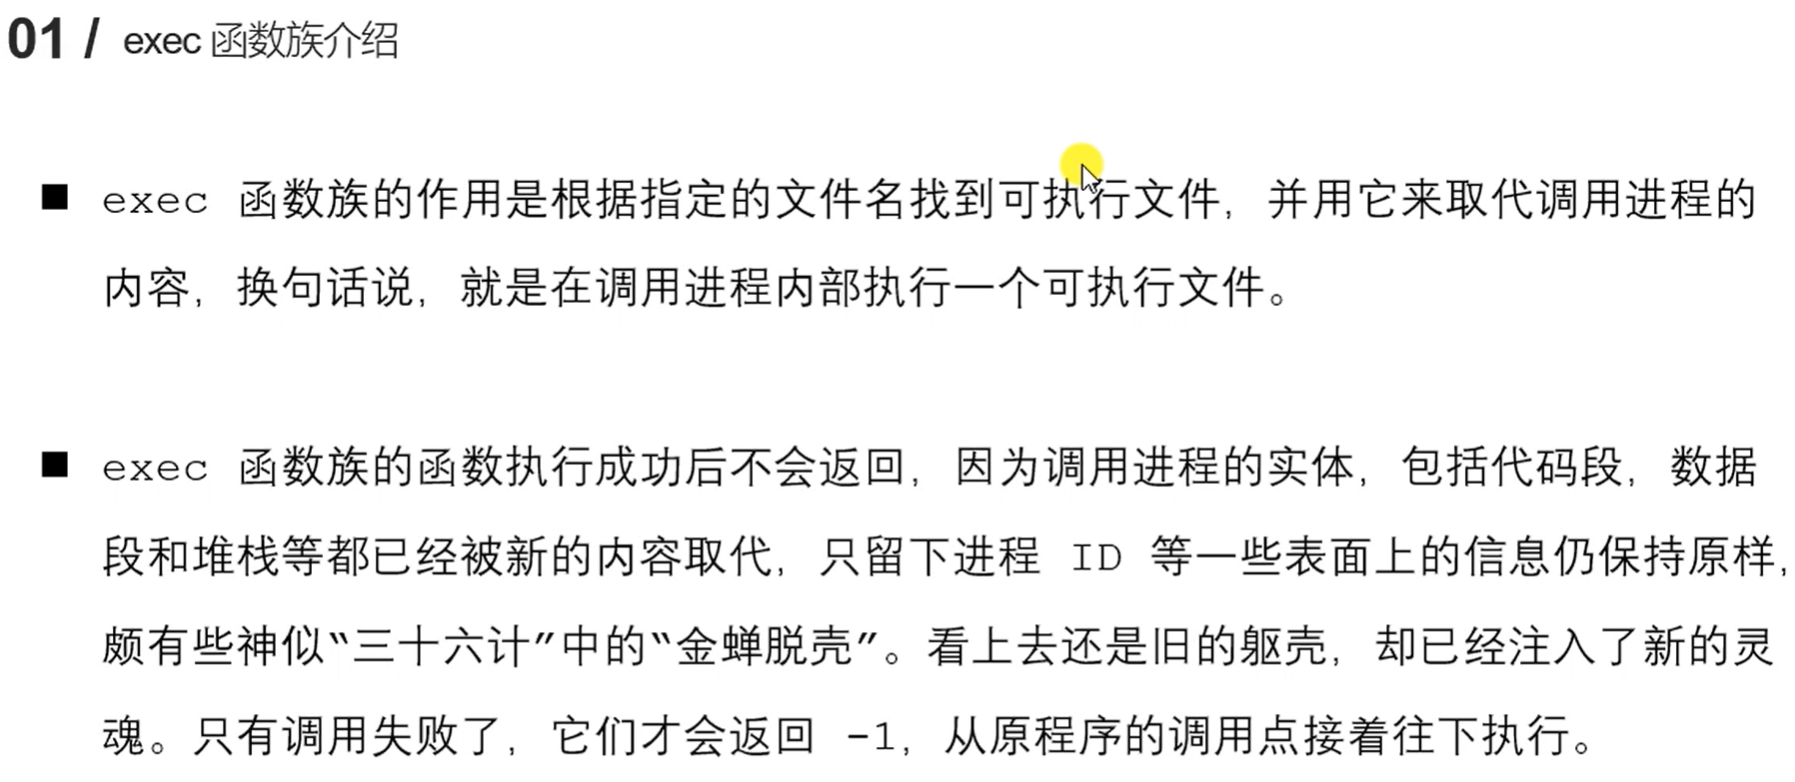 01 / exec 函数族介绍
■ exec 函数族的作用是根据指定的文件名找到可执行文件，并用它来取代调用进程的
内容，换句话说，就是在调用进程内部执行一个可执行文件。
■ exec 函数族的函数执行成功后不会返回，因为调用进程的实体，包括代码段，数据
段和堆栈等都已经被新的内容取代，只留下进程 ID 等一些表面上的信息仍保持原样，
颇有些神似“三十六计”中的“金蝉脱壳”。看上去还是旧的躯壳，却已经注入了新的灵
魂。只有调用失败了，它们才会返回 -1，从原程序的调用点接着往下执行。